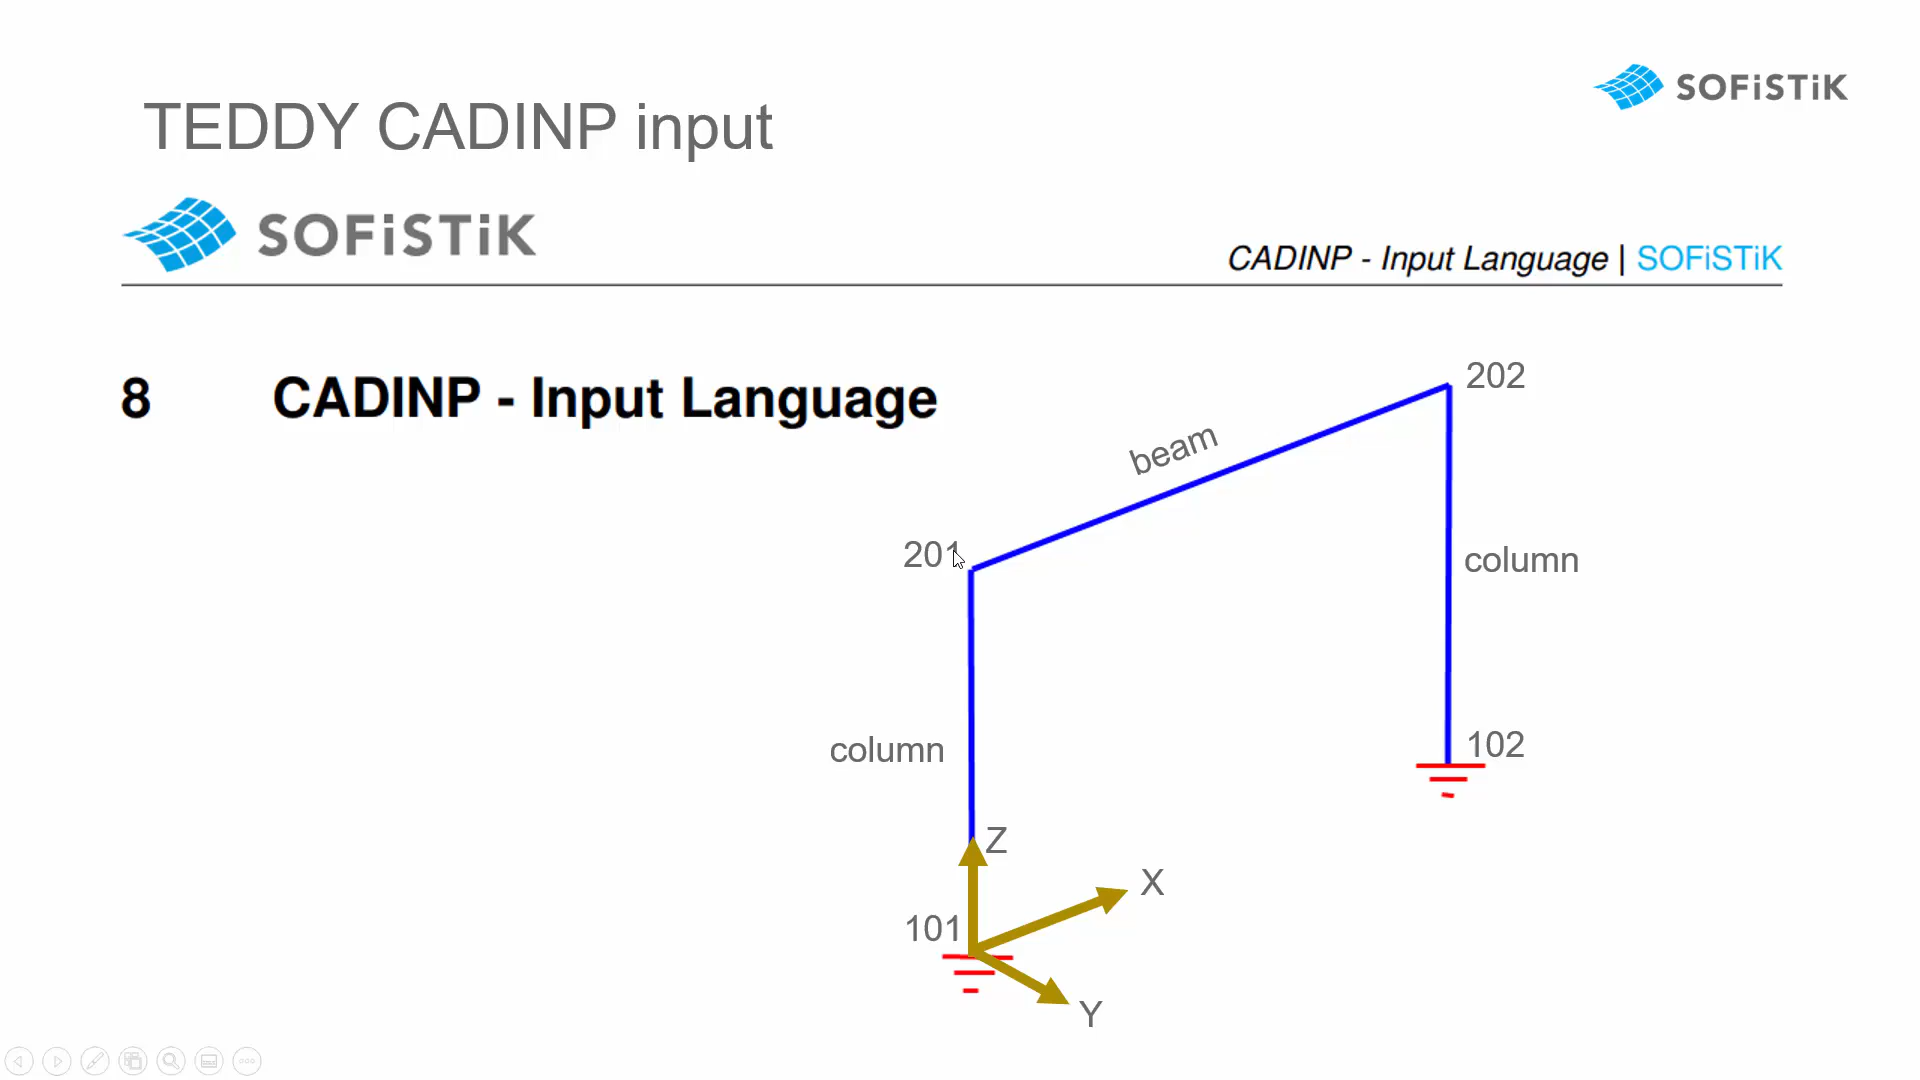 SOFiSTiK
TEDDY CADINP input
SOFiSTiK
CADINP - Input Language | SOFiSTiK
8 CADINP - Input Language
202
beam
201
column
column
102
Z
X
101
Y